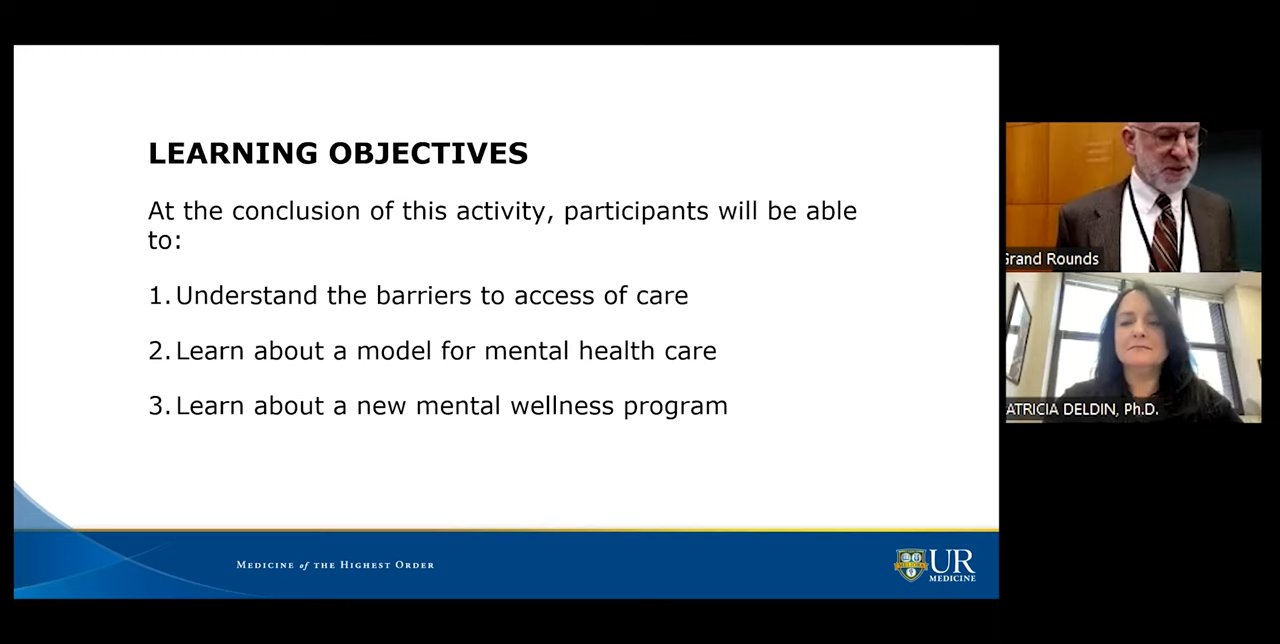 LEARNING OBJECTIVES
At the conclusion of this activity, participants will be able
to:
1. Understand the barriers to access of care
2. Learn about a model for mental health care
3. Learn about a new mental wellness program
MEDICINE of THE HIGHEST ORDER
MELIORA
UR
MEDICINE
Grand Rounds
ATRICIA DELDIN, Ph.D.